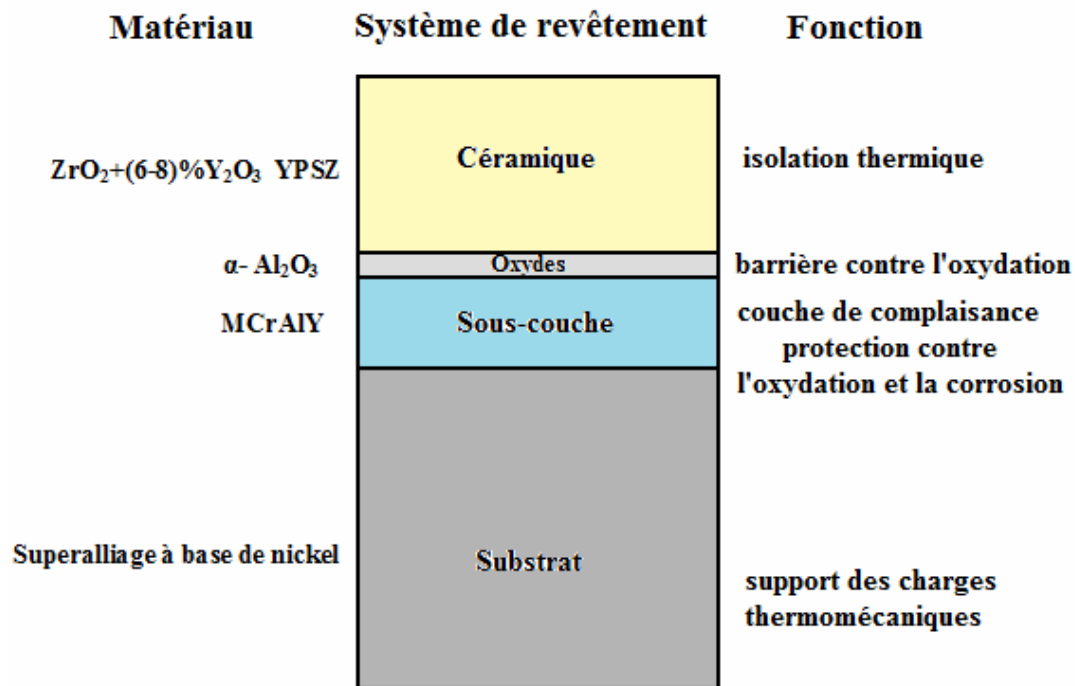 Matériau Système de revêtement Fonction
ZrO₂+(6-8)%Y₂O₃ YPSZ Céramique isolation thermique
α- Al₂O₃ Oxydes barrière contre l'oxydation
MCrAlY Sous-couche couche de complaisance
protection contre
l'oxydation et la corrosion
Superalliage à base de nickel Substrat support des charges
thermomécaniques